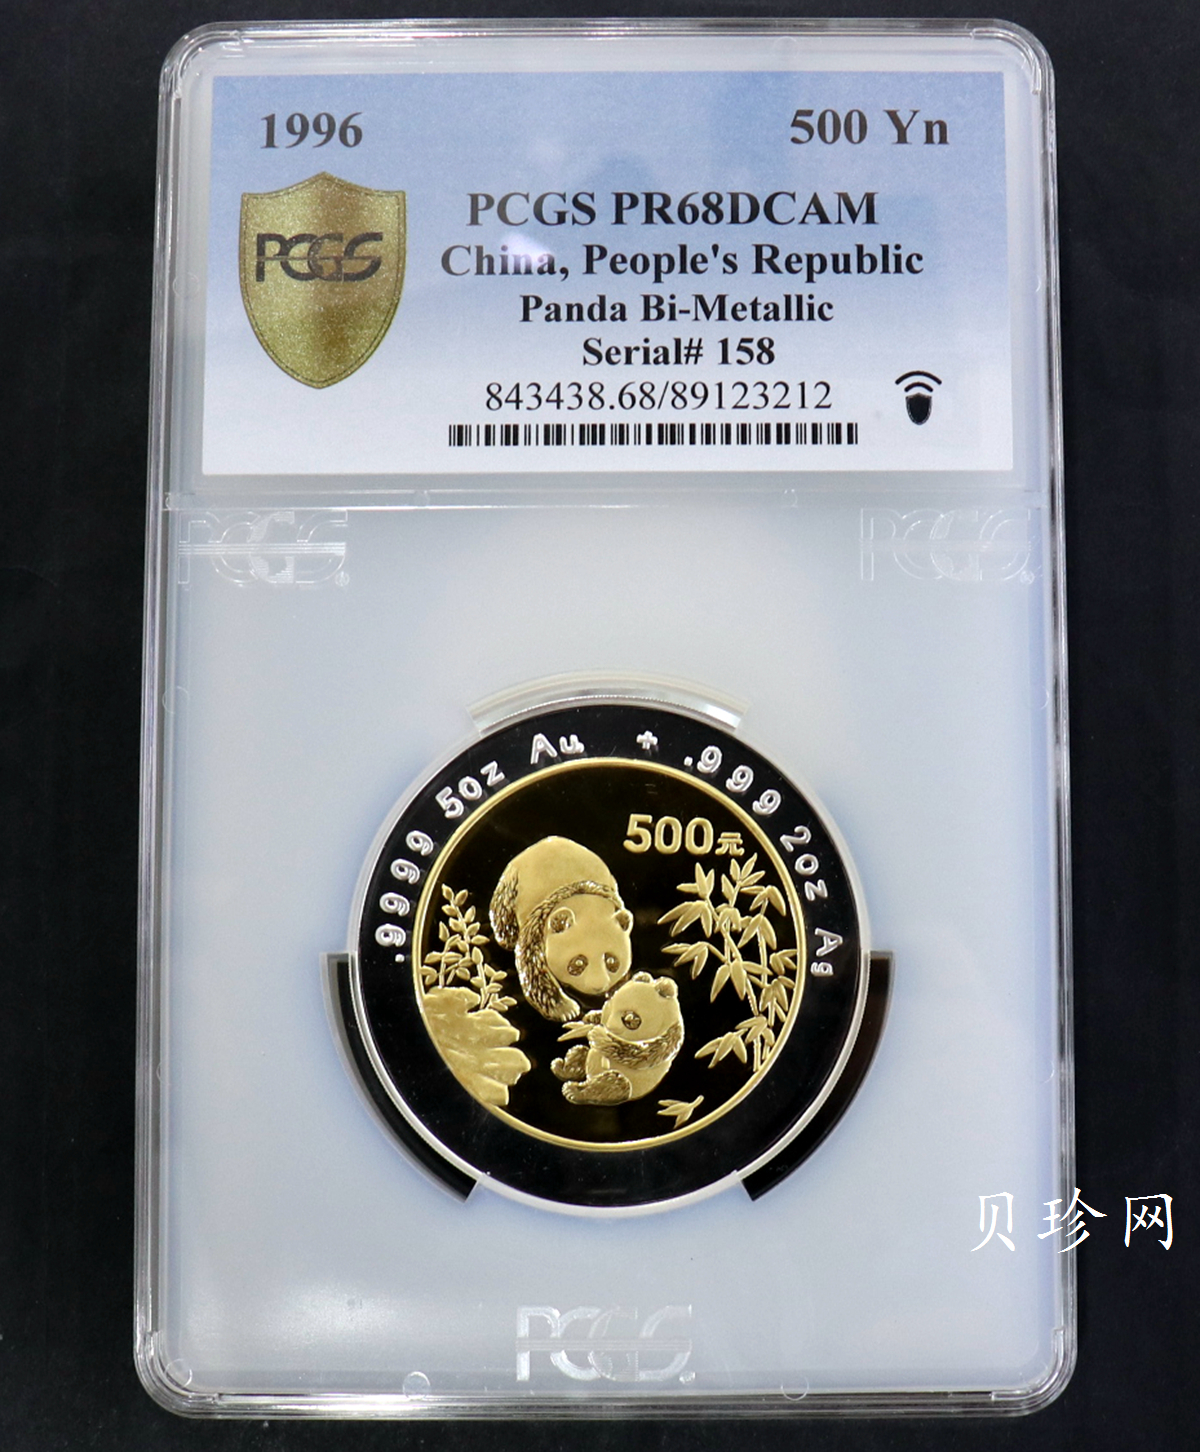 1996
500 Yn
PCGS
PCGS PR68DCAM
China, People's Republic
Panda Bi-Metallic
Serial# 158
843438.68/89123212
PCGS
PCGS
.9999 5oz Au + .999 2oz Ag
500元
贝珍网
PCGS